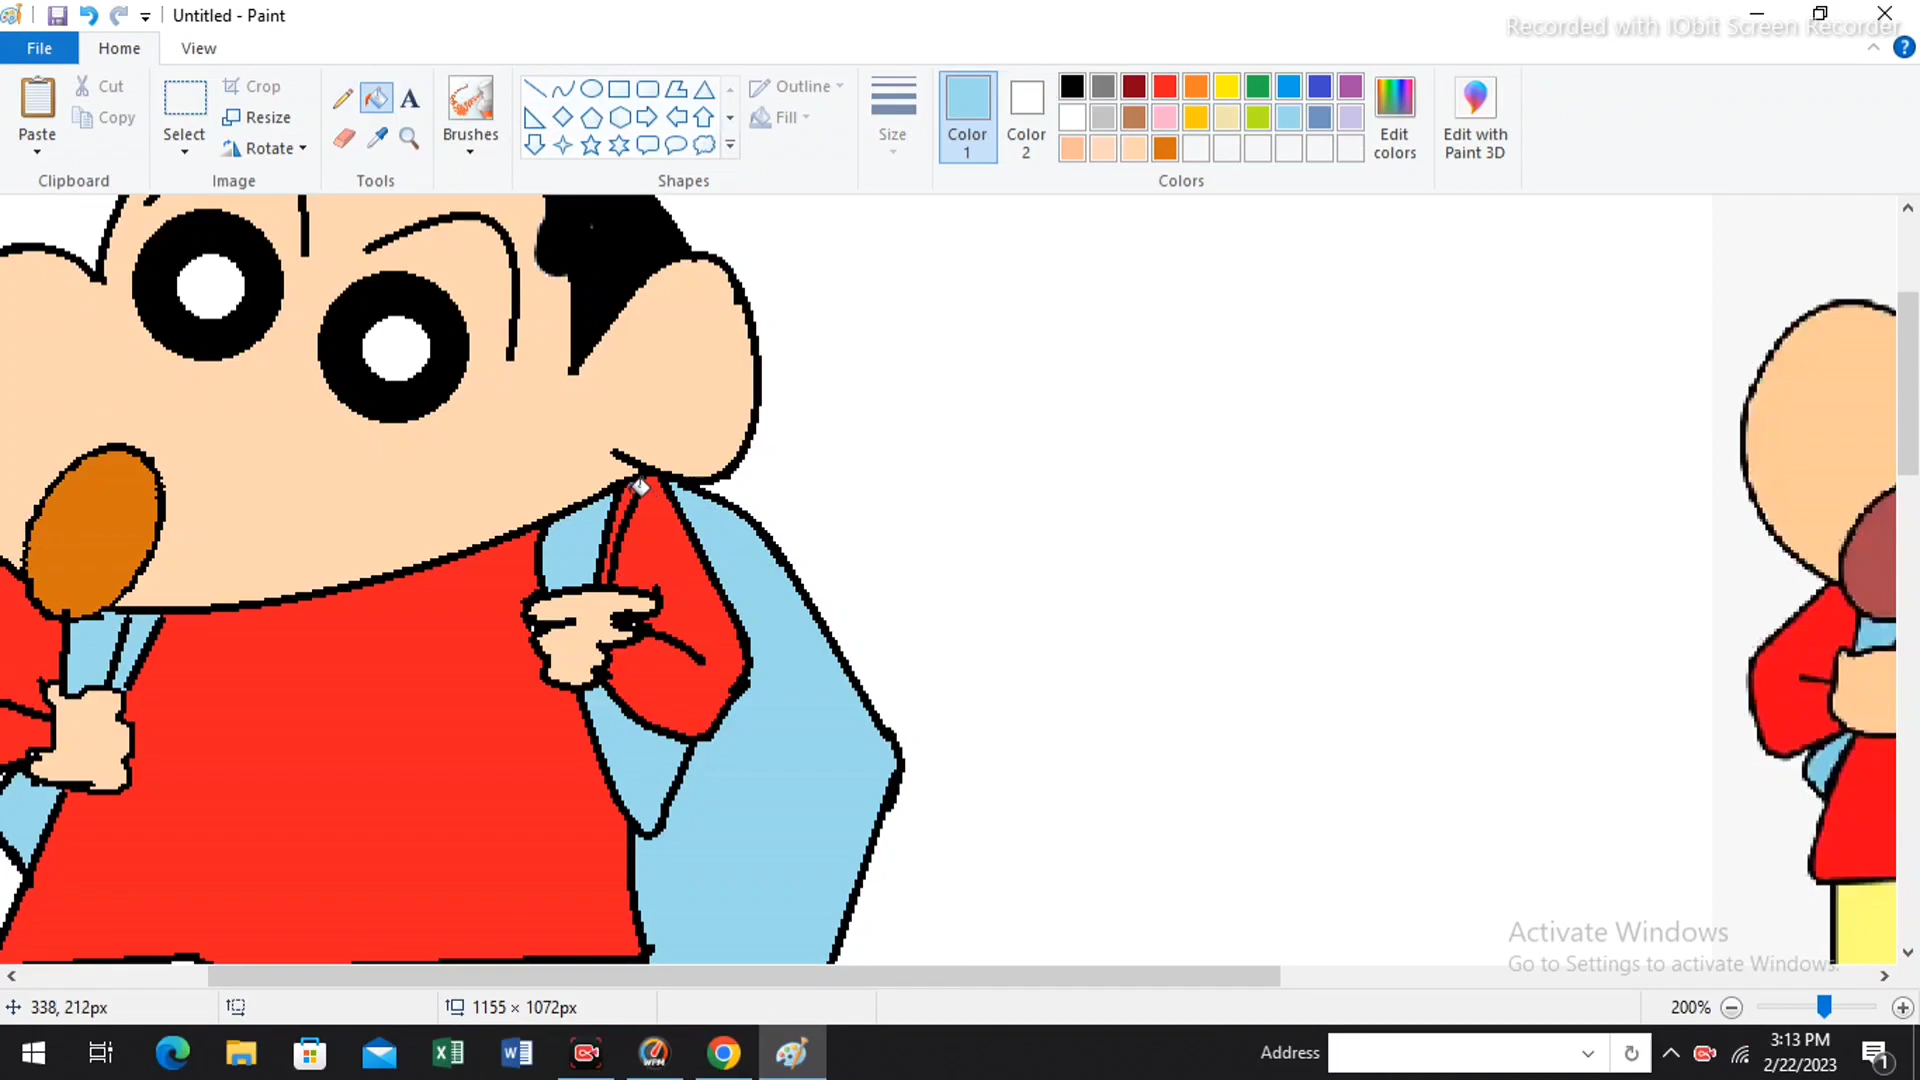 Untitled - Paint
Recorded with IObit Screen Recorder
File Home View
Paste
Cut
Copy
Clipboard
Select
Crop
Resize
Rotate
Image
A
Tools
Brushes
Shapes
Outline
Fill
Size
Color 1
Color 2
Colors
Edit colors
Edit with Paint 3D
Activate Windows
Go to Settings to activate Windows.
338, 212px
1155 × 1072px
200%
Address
3:13 PM
2/22/2023
1